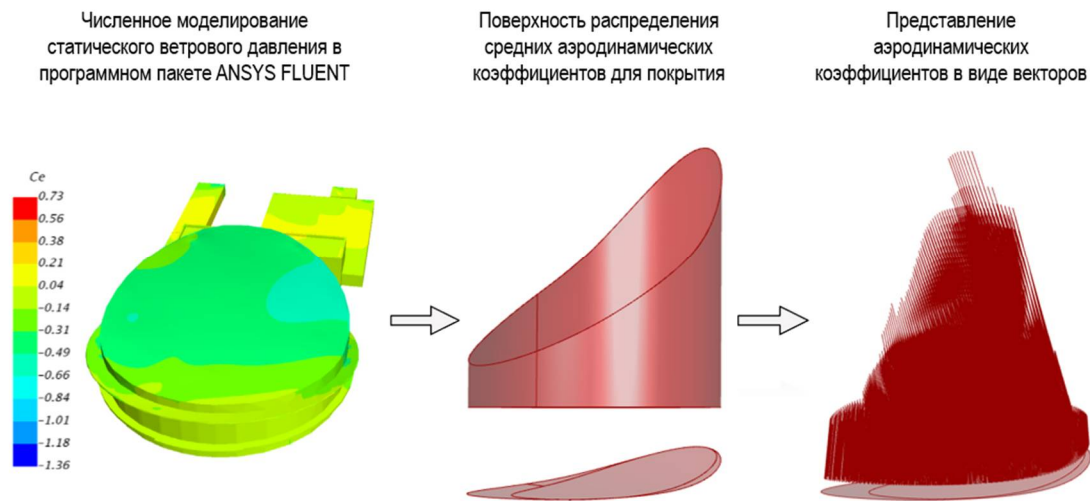 Численное моделирование
статического ветрового давления в
программном пакете ANSYS FLUENT
Поверхность распределения
средних аэродинамических
коэффициентов для покрытия
Представление
аэродинамических
коэффициентов в виде векторов
Ce
0.73
0.56
0.38
0.21
0.04
-0.14
-0.31
-0.49
-0.66
-0.84
-1.01
-1.18
-1.36